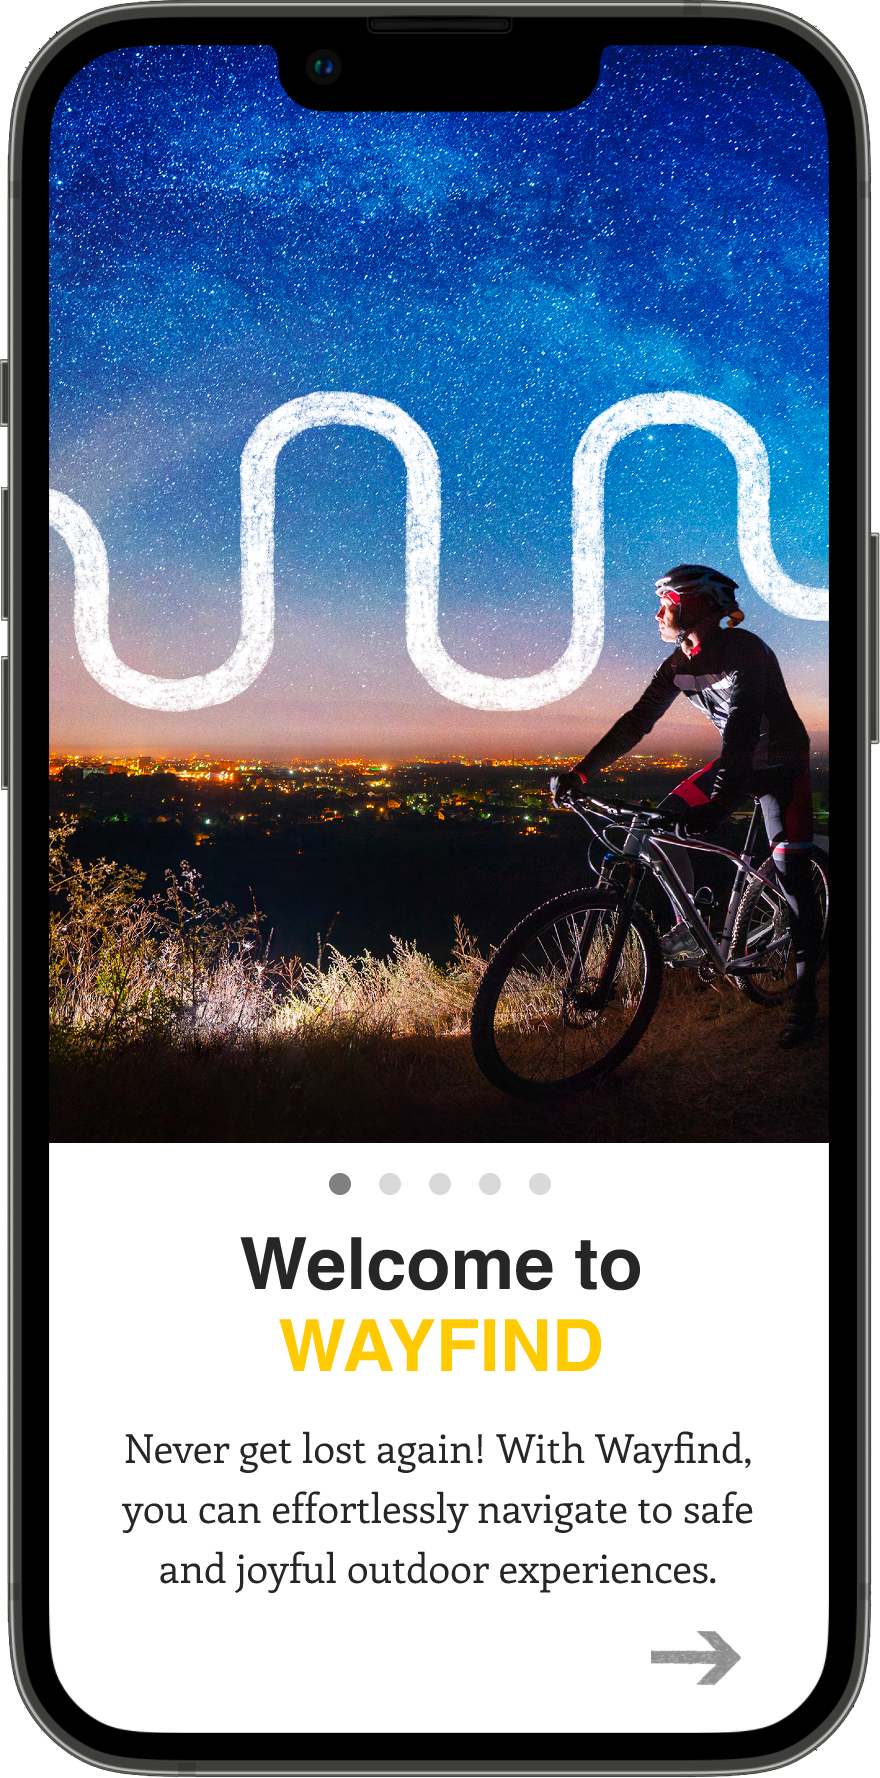 Welcome to
WAYFIND
Never get lost again! With Wayfind,
you can effortlessly navigate to safe
and joyful outdoor experiences.